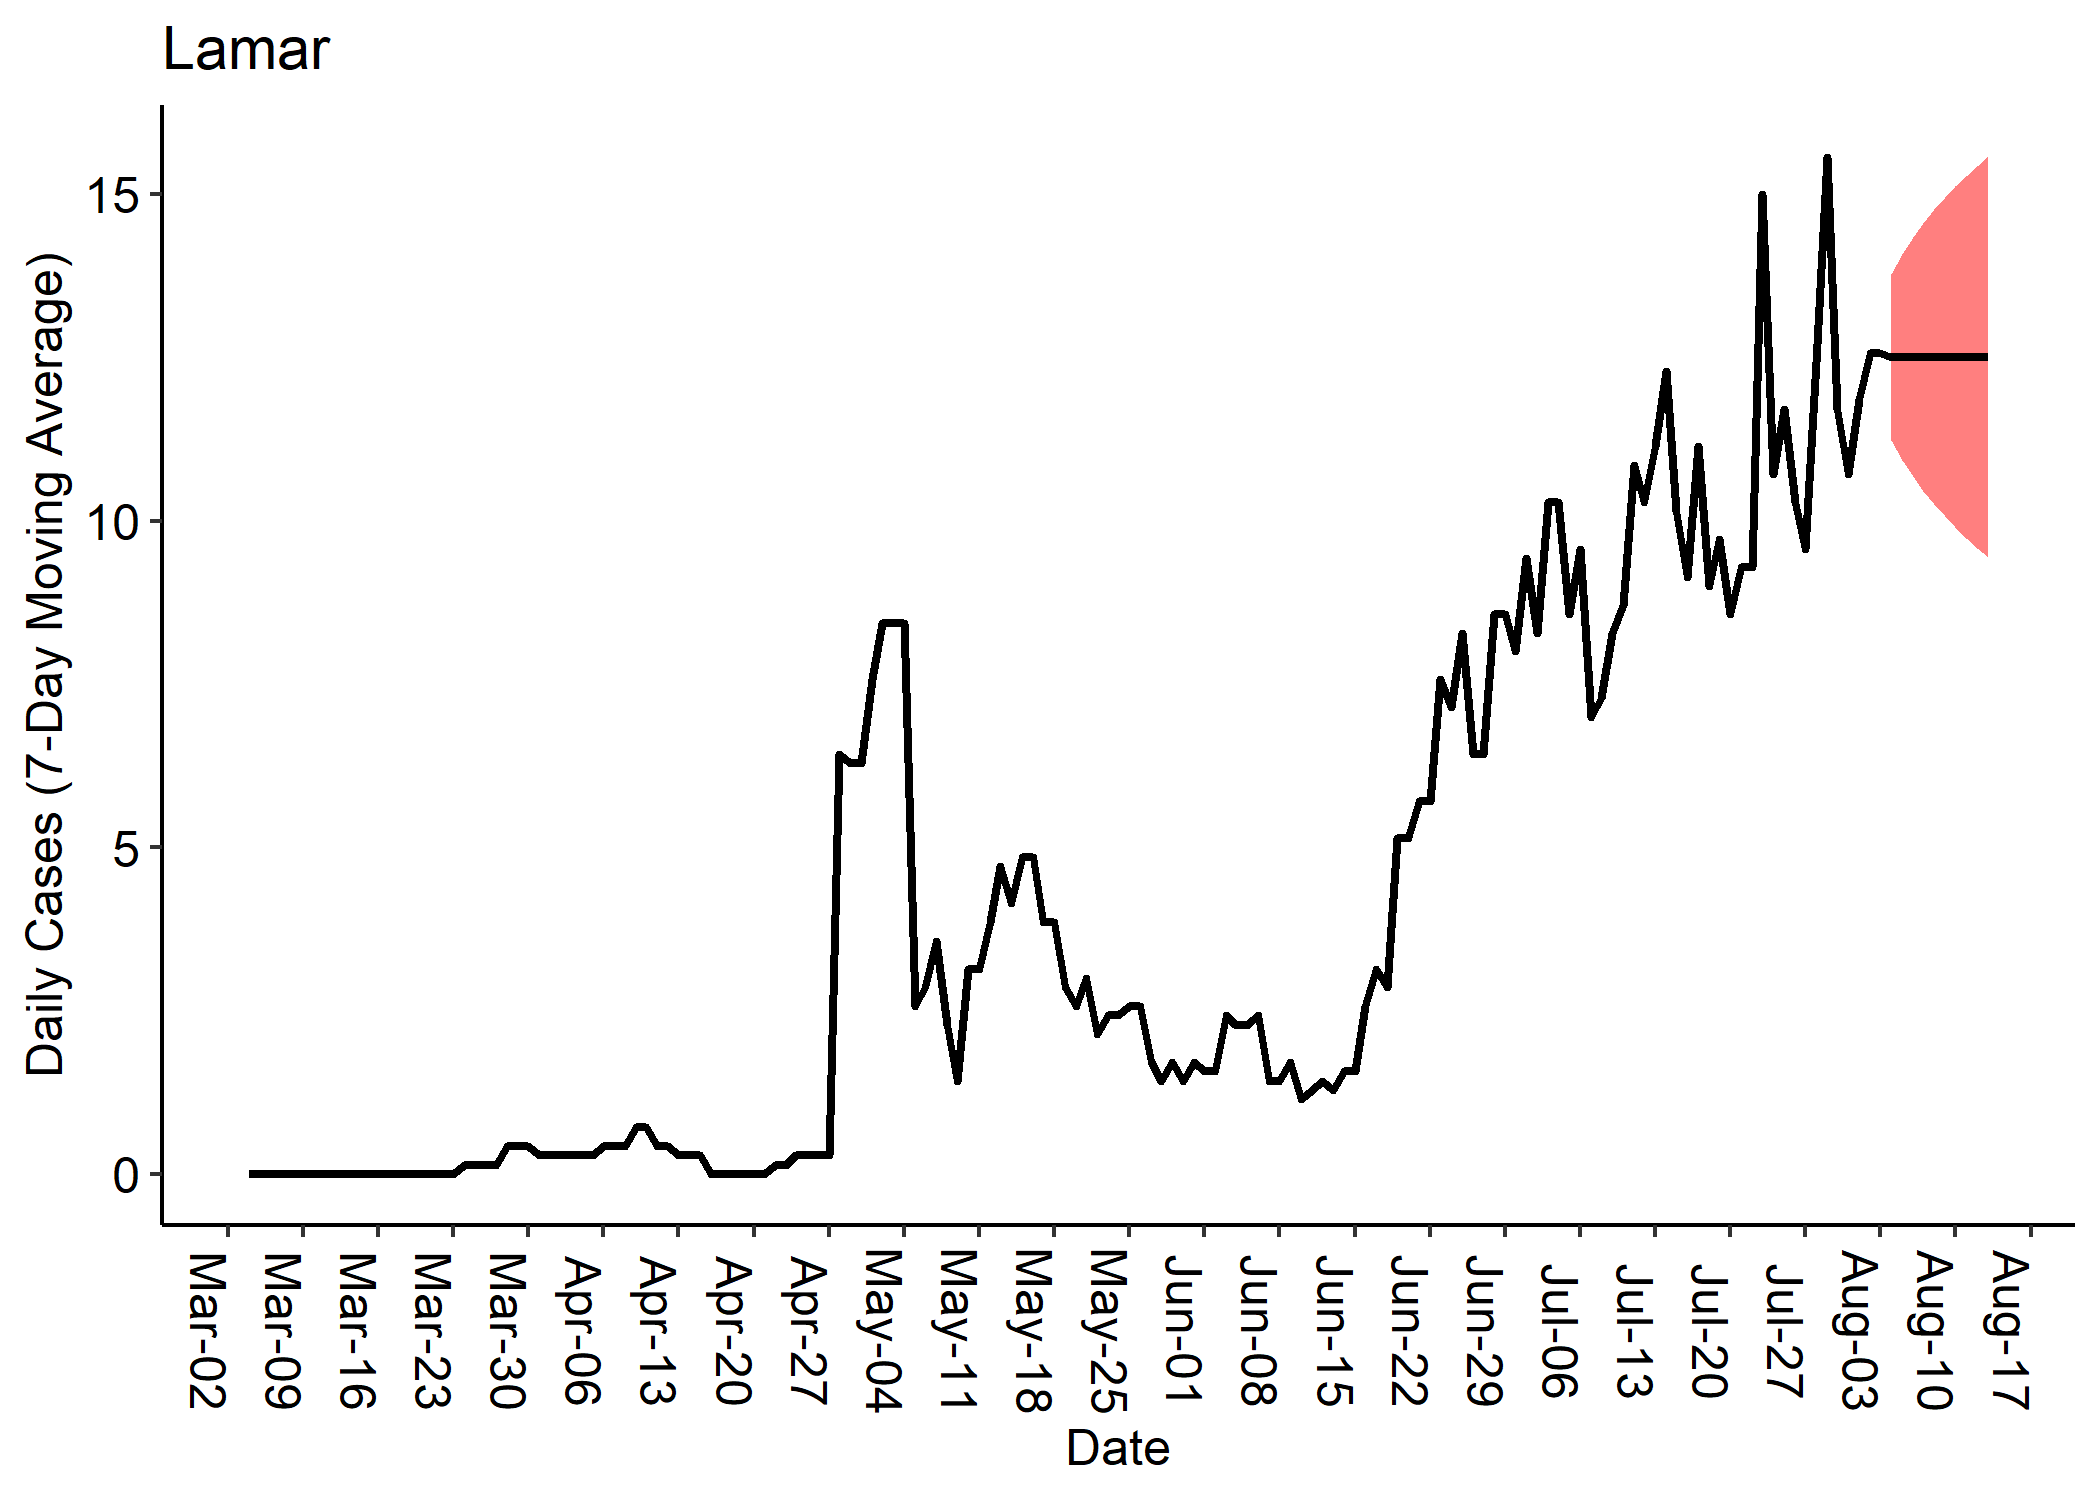 Lamar
Daily Cases (7-Day Moving Average)
15
10
5
0
Mar-02
Mar-09
Mar-16
Mar-23
Mar-30
Apr-06
Apr-13
Apr-20
Apr-27
May-04
May-11
May-18
May-25
Jun-01
Jun-08
Jun-15
Jun-22
Jun-29
Jul-06
Jul-13
Jul-20
Jul-27
Aug-03
Aug-10
Aug-17
Date